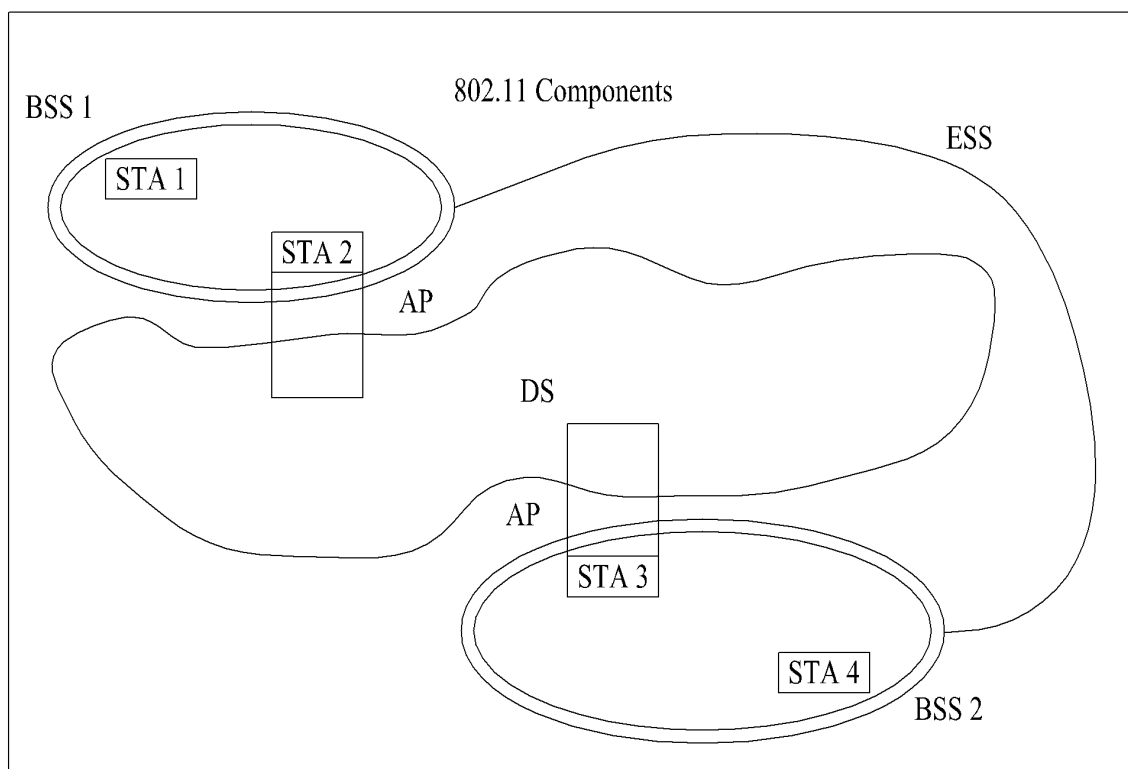 802.11 Components
BSS 1
ESS
STA 1
STA 2
AP
DS
AP
STA 3
STA 4
BSS 2